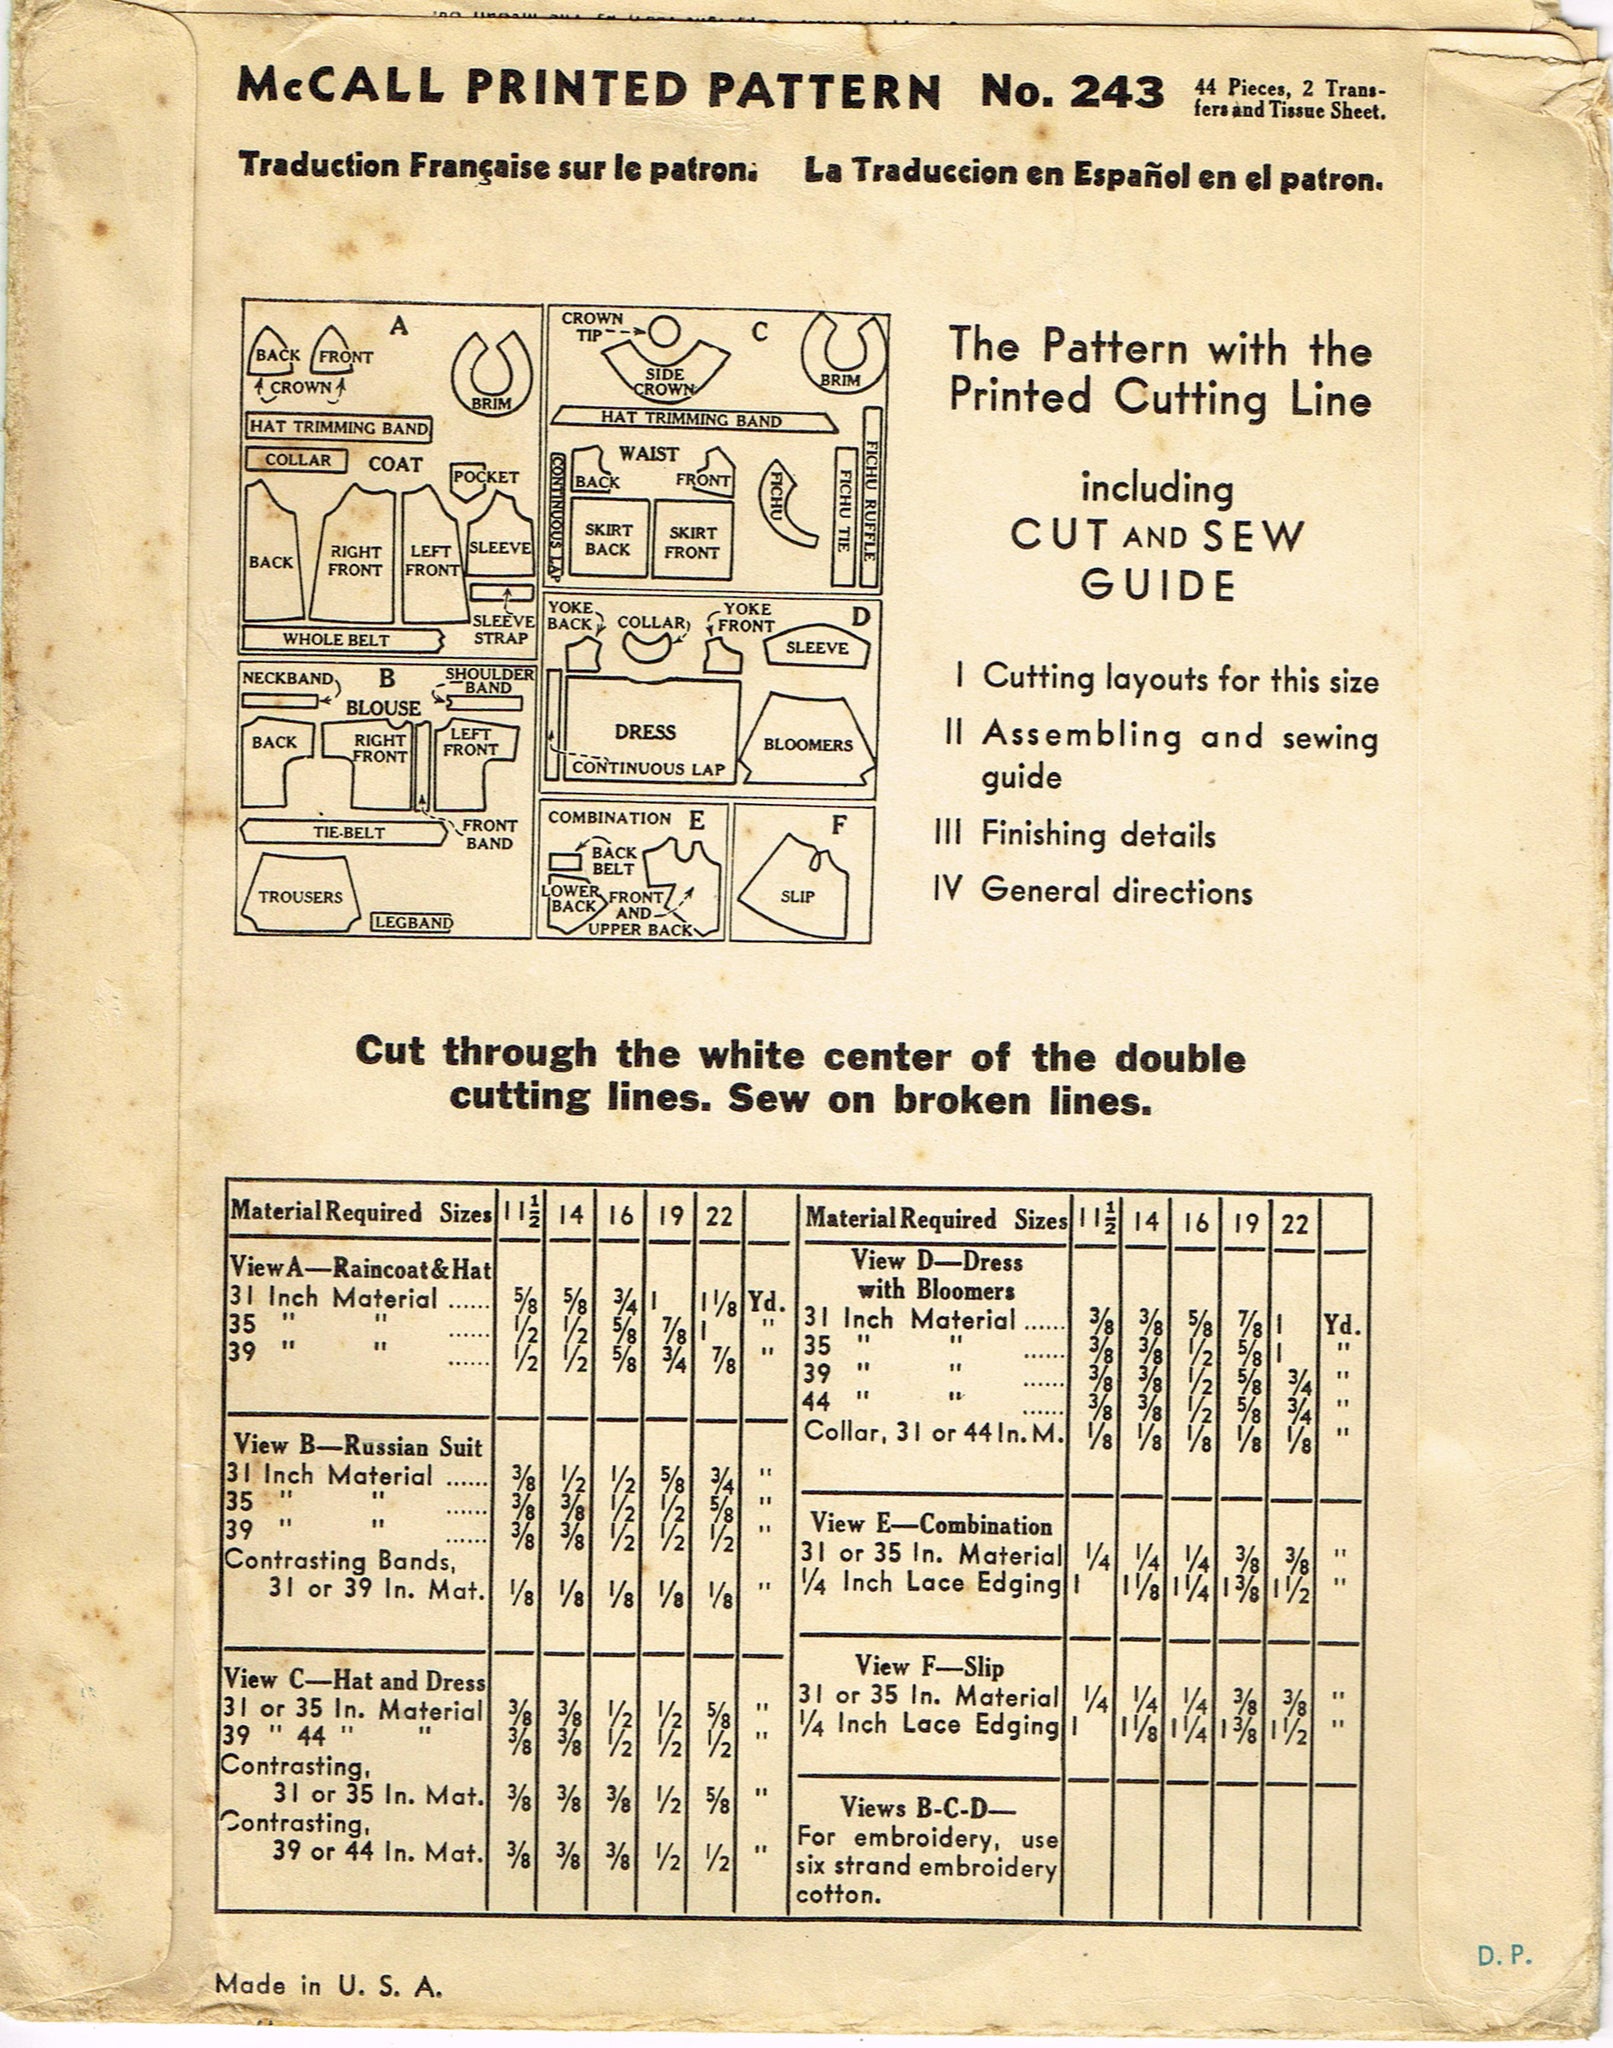 McCALL PRINTED PATTERN No. 243
44 Pieces, 2 Trans-
fers and Tissue Sheet.
Traduction Française sur le patron. La Traduccion en Español en el patron.
A
BACK FRONT
CROWN
BRIM
HAT TRIMMING BAND
COLLAR COAT
POCKET
BACK
RIGHT
FRONT
LEFT
FRONT
SLEEVE
SLEEVE
STRAP
WHOLE BELT
B
NECKBAND
SHOULDER
BAND
BLOUSE
BACK
RIGHT
FRONT
LEFT
FRONT
TIE-BELT
FRONT
BAND
TROUSERS
LEGBAND
C
CROWN
TIP
SIDE
CROWN
BRIM
HAT TRIMMING BAND
WAIST
BACK
FRONT
CONTINUOUS LAP
SKIRT
BACK
SKIRT
FRONT
FICHU
FICHU TIE
FICHU RUFFLE
D
YOKE
BACK
COLLAR
YOKE
FRONT
SLEEVE
DRESS
CONTINUOUS LAP
BLOOMERS
COMBINATION E
BACK
BELT
LOWER
BACK
FRONT
AND
UPPER BACK
F
SLIP
The Pattern with the
Printed Cutting Line
including
CUT AND SEW
GUIDE
I Cutting layouts for this size
II Assembling and sewing
guide
III Finishing details
IV General directions
Cut through the white center of the double
cutting lines. Sew on broken lines.
Material Required Sizes 11½ 14 16 19 22
View A—Raincoat & Hat
31 Inch Material ...... 5/8 5/8 3/4 1 1 1/8 Yd.
35 " " ...... 1/2 1/2 5/8 7/8 1 "
39 " " ...... 1/2 1/2 5/8 3/4 7/8 "
View B—Russian Suit
31 Inch Material ...... 3/8 1/2 1/2 5/8 3/4 "
35 " " ...... 3/8 3/8 1/2 1/2 5/8 "
39 " " ...... 3/8 3/8 1/2 1/2 1/2 "
Contrasting Bands,
31 or 39 In. Mat. 1/8 1/8 1/8 1/8 1/8 "
View C—Hat and Dress
31 or 35 In. Material 3/8 3/8 1/2 1/2 5/8 "
39 " 44 " " 3/8 3/8 1/2 1/2 1/2 "
Contrasting,
31 or 35 In. Mat. 3/8 3/8 3/8 1/2 5/8 "
Contrasting,
39 or 44 In. Mat. 3/8 3/8 3/8 1/2 1/2 "
Material Required Sizes 11½ 14 16 19 22
View D—Dress
with Bloomers
31 Inch Material ...... 3/8 3/8 5/8 7/8 1 Yd.
35 " " ...... 3/8 3/8 1/2 5/8 1 "
39 " " ...... 3/8 3/8 1/2 5/8 3/4 "
44 " " ...... 3/8 3/8 1/2 5/8 3/4 "
Collar, 31 or 44 In. M. 1/8 1/8 1/8 1/8 1/8 "
View E—Combination
31 or 35 In. Material 1/4 1/4 1/4 3/8 3/8 "
1/4 Inch Lace Edging 1 1 1/8 1 1/4 1 3/8 1 1/2 "
View F—Slip
31 or 35 In. Material 1/4 1/4 1/4 3/8 3/8 "
1/4 Inch Lace Edging 1 1 1/8 1 1/4 1 3/8 1 1/2 "
Views B-C-D—
For embroidery, use
six strand embroidery
cotton.
Made in U. S. A.
D. P.